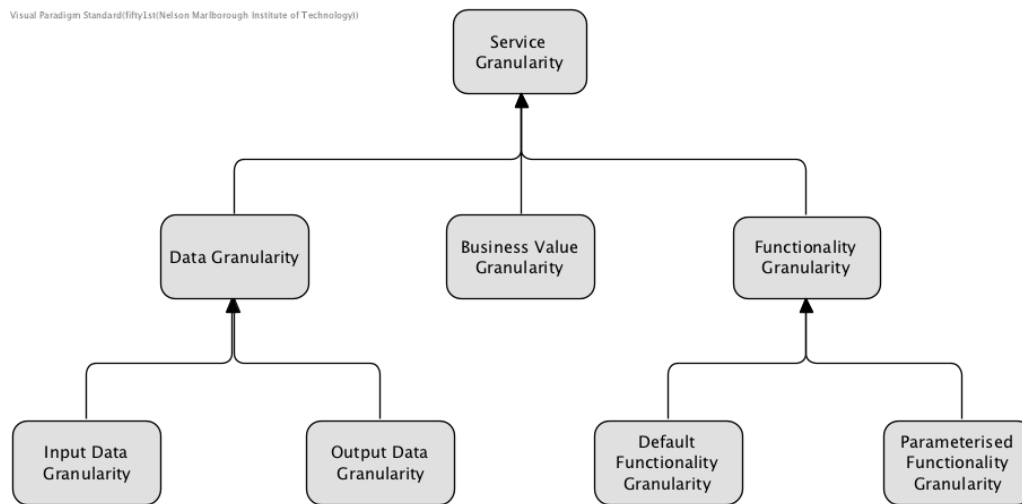 Visual Paradigm Standard(fifty1st(Nelson Marlborough Institute of Technology))
Service
Granularity
Data Granularity
Business Value
Granularity
Functionality
Granularity
Input Data
Granularity
Output Data
Granularity
Default
Functionality
Granularity
Parameterised
Functionality
Granularity